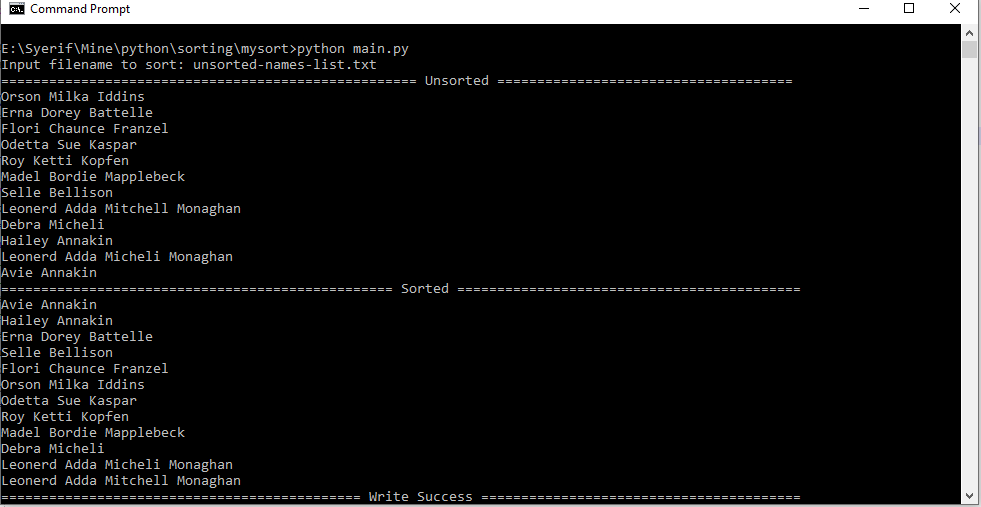 Command Prompt
E:\Syerif\Mine\python\sorting\mysort>python main.py
Input filename to sort: unsorted-names-list.txt
==================================================== Unsorted =====================================
Orson Milka Iddins
Erna Dorey Battelle
Flori Chaunce Franzel
Odetta Sue Kaspar
Roy Ketti Kopfen
Madel Bordie Mapplebeck
Selle Bellison
Leonerd Adda Mitchell Monaghan
Debra Micheli
Hailey Annakin
Leonerd Adda Micheli Monaghan
Avie Annakin
================================================= Sorted ===========================================
Avie Annakin
Hailey Annakin
Erna Dorey Battelle
Selle Bellison
Flori Chaunce Franzel
Orson Milka Iddins
Odetta Sue Kaspar
Roy Ketti Kopfen
Madel Bordie Mapplebeck
Debra Micheli
Leonerd Adda Micheli Monaghan
Leonerd Adda Mitchell Monaghan
============================================= Write Success ========================================